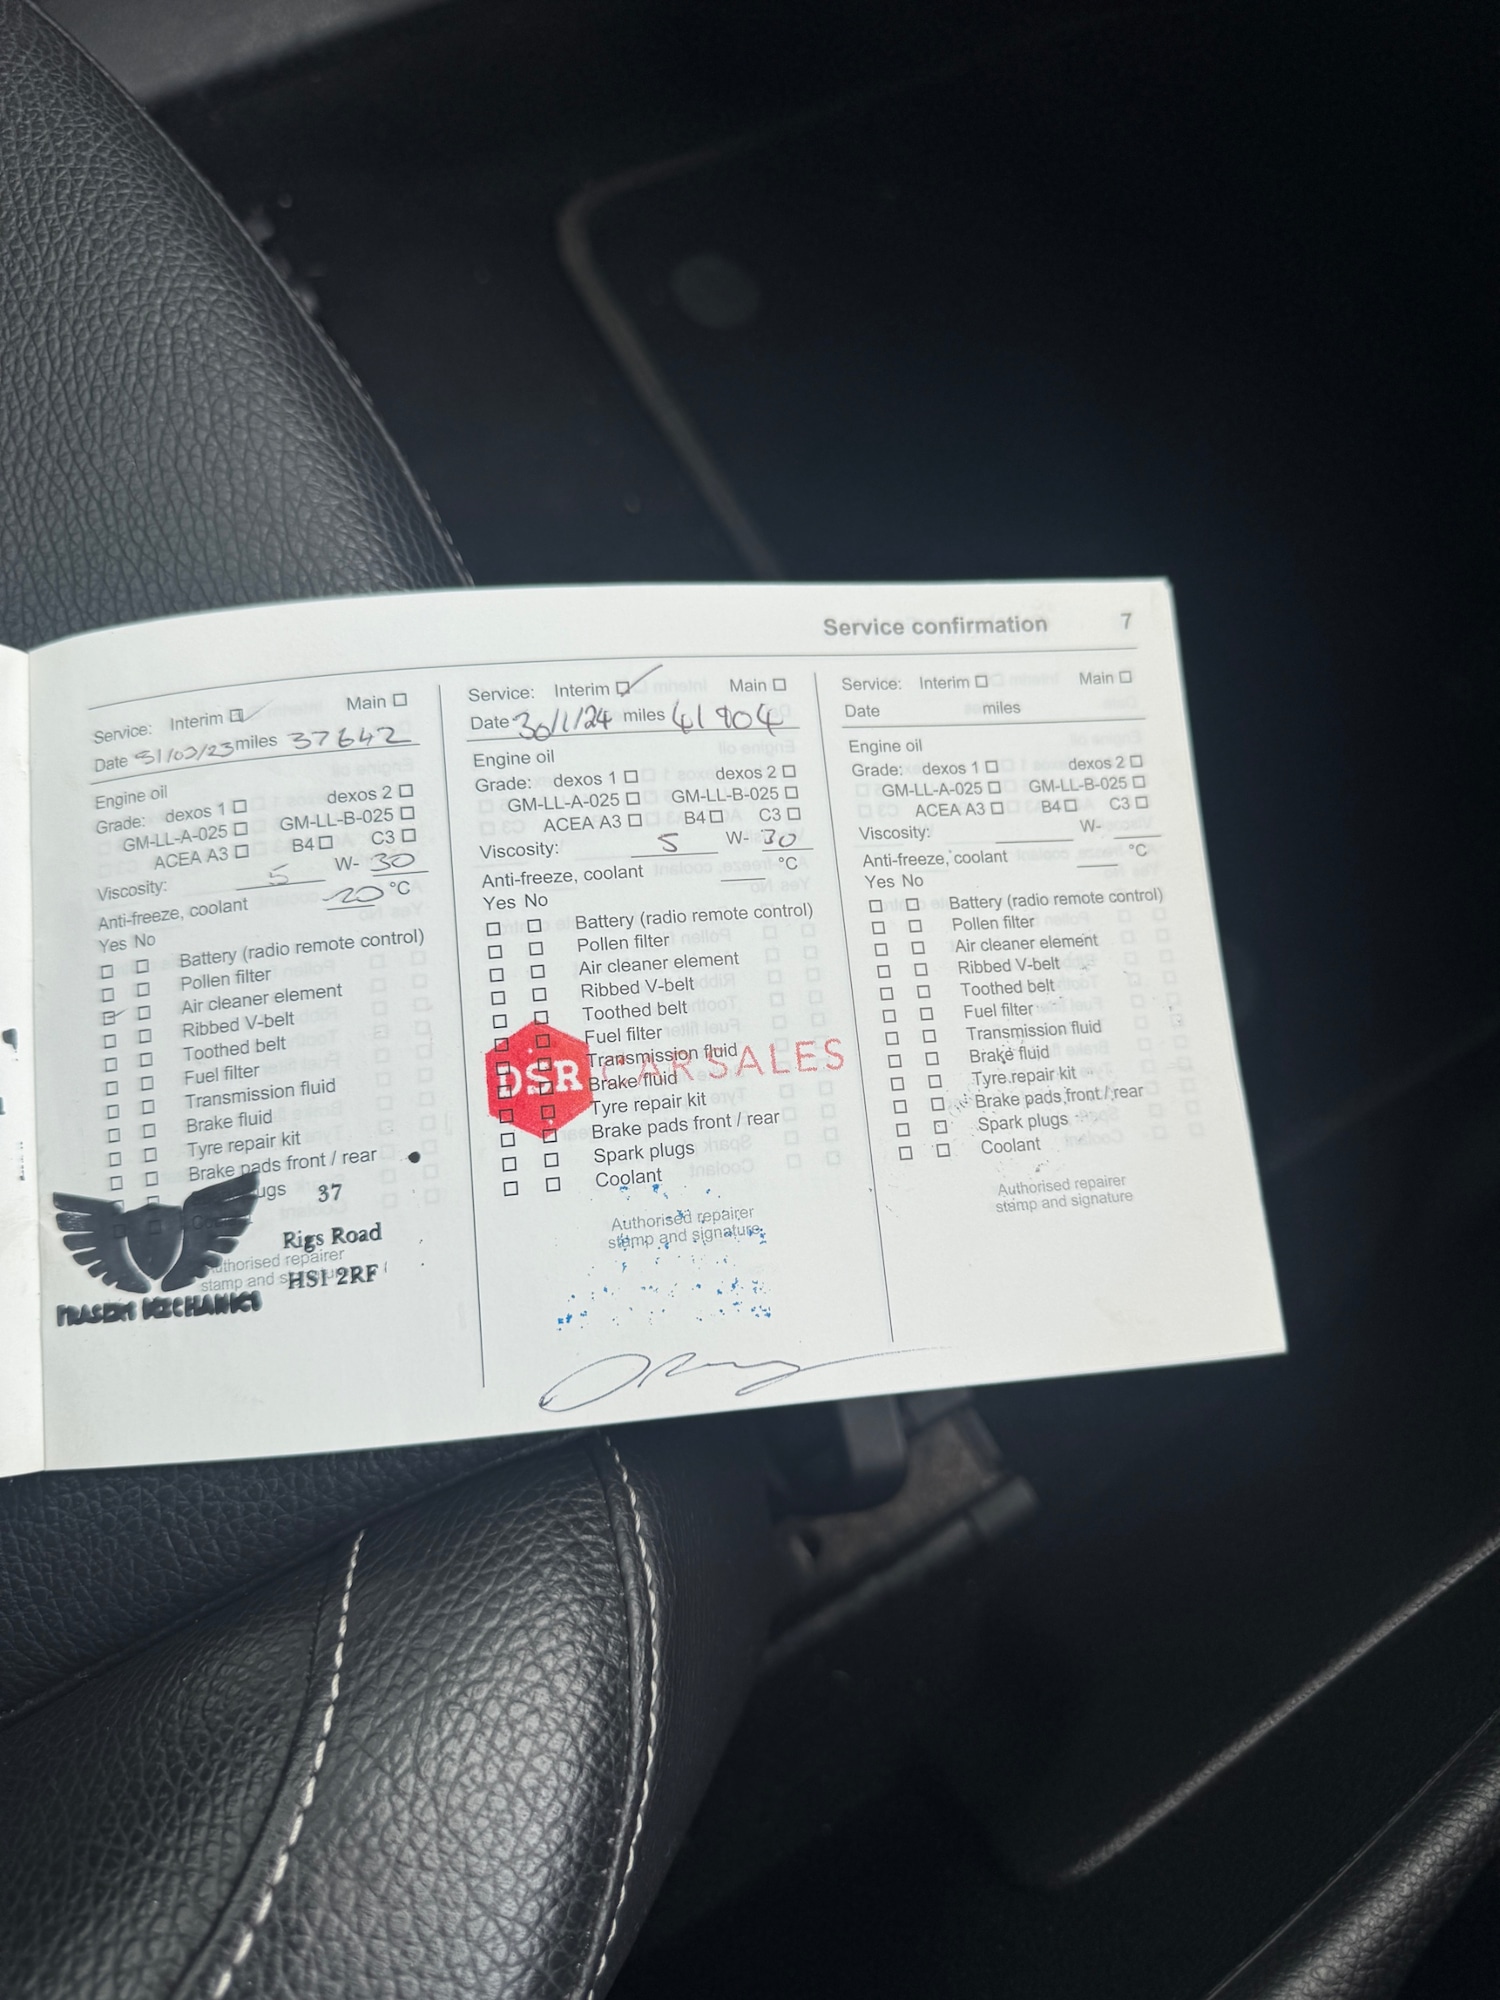 Service confirmation 7
Service: Interim Main
Date 31/03/23 miles 37642
Engine oil
Grade: dexos 1 dexos 2
GM-LL-A-025 GM-LL-B-025
ACEA A3 B4 C3
Viscosity: 5 W- 30
Anti-freeze, coolant -20 °C
Yes No
Battery (radio remote control)
Pollen filter
Air cleaner element
Ribbed V-belt
Toothed belt
Fuel filter
Transmission fluid
Brake fluid
Tyre repair kit
Brake pads front / rear
ugs
37
Rigs Road
HS1 2RF
uthorised repairer
stamp and
MECHANICS
Service: Interim Main
Date 30/1/24 miles 41804
Engine oil
Grade: dexos 1 dexos 2
GM-LL-A-025 GM-LL-B-025
ACEA A3 B4 C3
Viscosity: 5 W- 30
Anti-freeze, coolant °C
Yes No
Battery (radio remote control)
Pollen filter
Air cleaner element
Ribbed V-belt
Toothed belt
Fuel filter
Transmission fluid
Brake fluid
Tyre repair kit
Brake pads front / rear
Spark plugs
Coolant
DSR CARSALES
Authorised repairer
stamp and signature
Service: Interim Main
Date miles
Engine oil
Grade: dexos 1 dexos 2
GM-LL-A-025 GM-LL-B-025
ACEA A3 B4 C3
Viscosity: W-
Anti-freeze, coolant °C
Yes No
Battery (radio remote control)
Pollen filter
Air cleaner element
Ribbed V-belt
Toothed belt
Fuel filter
Transmission fluid
Brake fluid
Tyre repair kit
Brake pads front / rear
Spark plugs
Coolant
Authorised repairer
stamp and signature